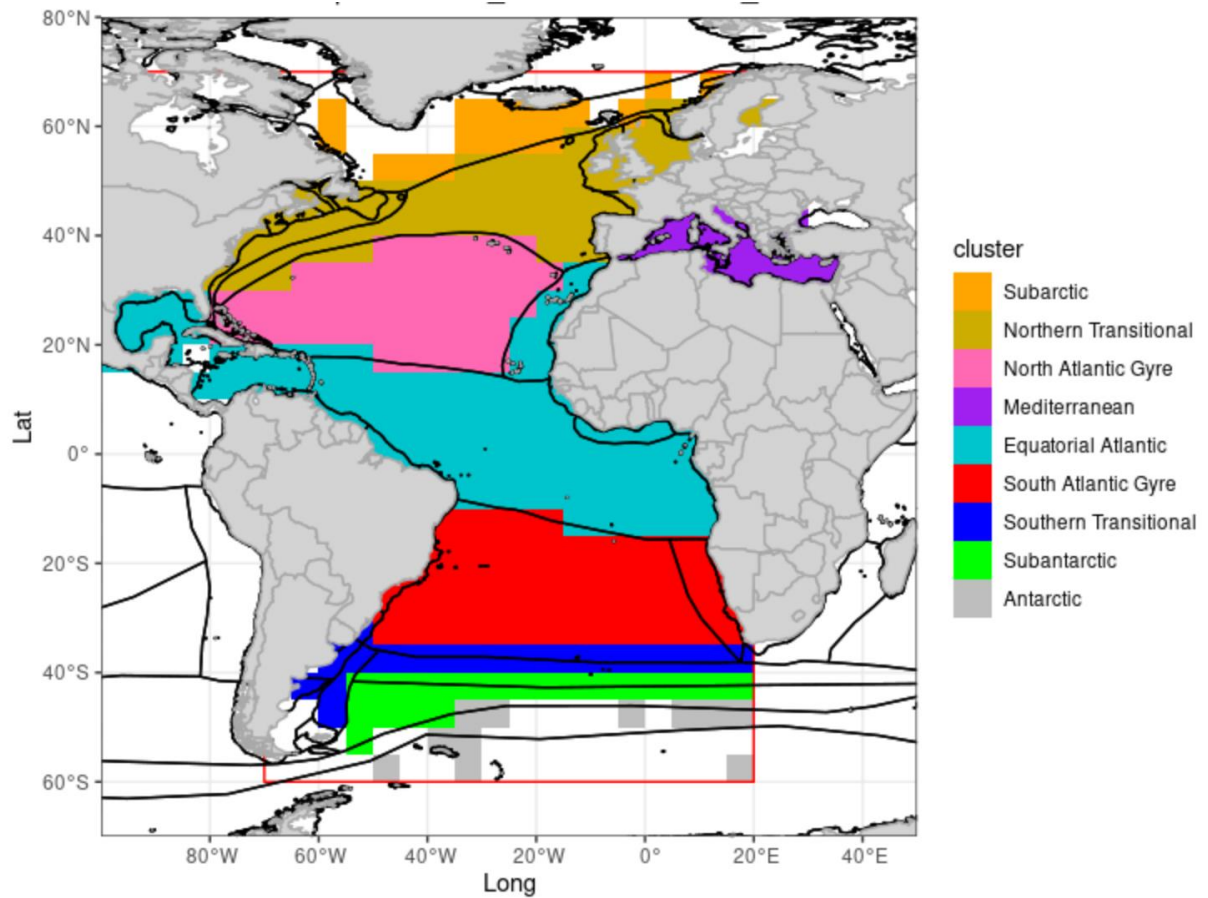 80°N
60°N
40°N
20°N
0°
20°S
40°S
60°S
Lat
80°W
60°W
40°W
20°W
0°
20°E
40°E
Long
cluster
Subarctic
Northern Transitional
North Atlantic Gyre
Mediterranean
Equatorial Atlantic
South Atlantic Gyre
Southern Transitional
Subantarctic
Antarctic